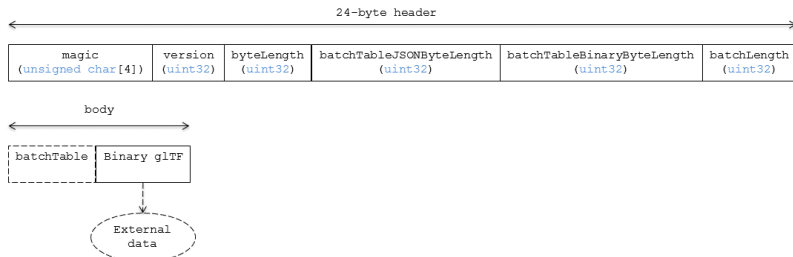 24-byte header
magic version byteLength batchTableJSONByteLength batchTableBinaryByteLength batchLength
(unsigned char[4]) (uint32) (uint32) (uint32) (uint32) (uint32)
body
batchTable Binary glTF
External
data